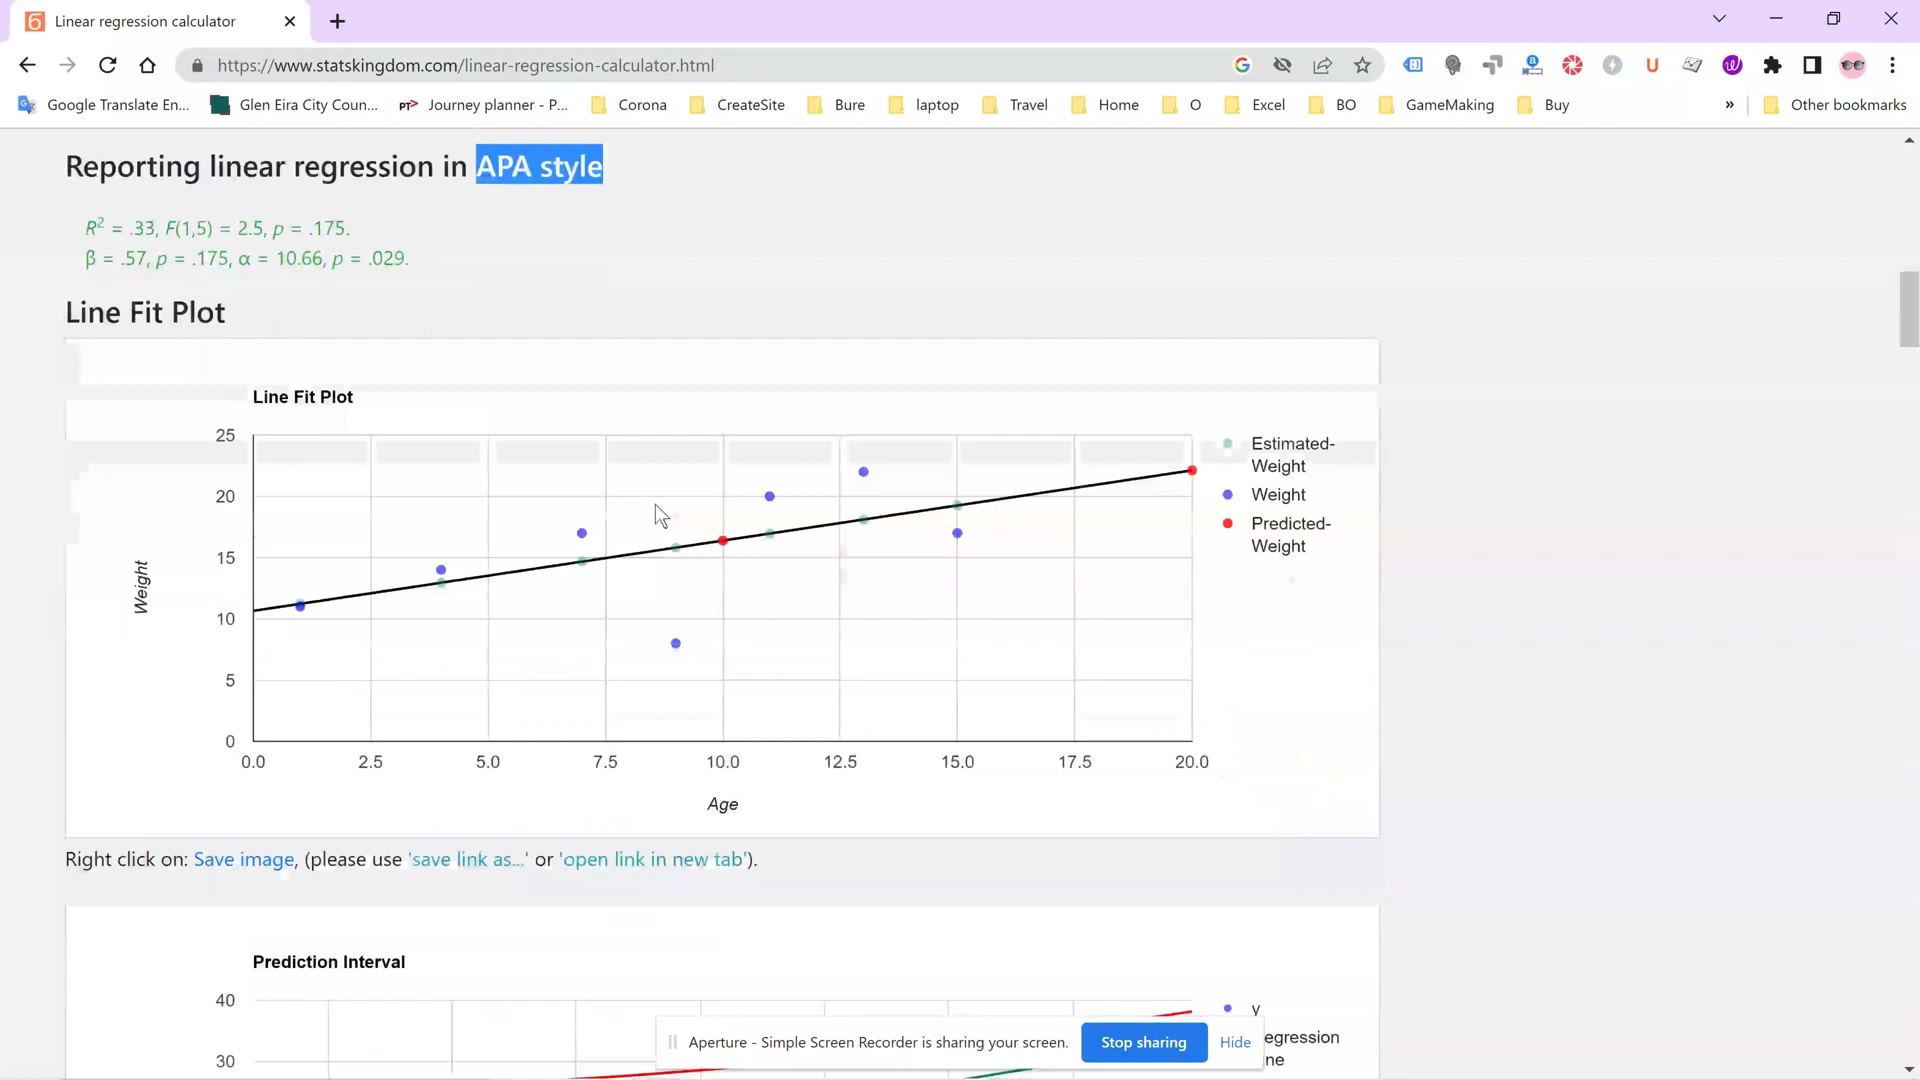 Linear regression calculator
https://www.statskingdom.com/linear-regression-calculator.html
Google Translate En... Glen Eira City Coun... PT> Journey planner - P... Corona CreateSite Bure laptop Travel Home O Excel BO GameMaking Buy » Other bookmarks
Reporting linear regression in APA style
R² = .33, F(1,5) = 2.5, p = .175.
β = .57, p = .175, α = 10.66, p = .029.
Line Fit Plot
Line Fit Plot
25
20
15
10
5
0
Weight
0.0 2.5 5.0 7.5 10.0 12.5 15.0 17.5 20.0
Age
Estimated-
Weight
Weight
Predicted-
Weight
Right click on: Save image, (please use 'save link as...' or 'open link in new tab').
Prediction Interval
40
30
y
egression
ne
Aperture - Simple Screen Recorder is sharing your screen. Stop sharing Hide